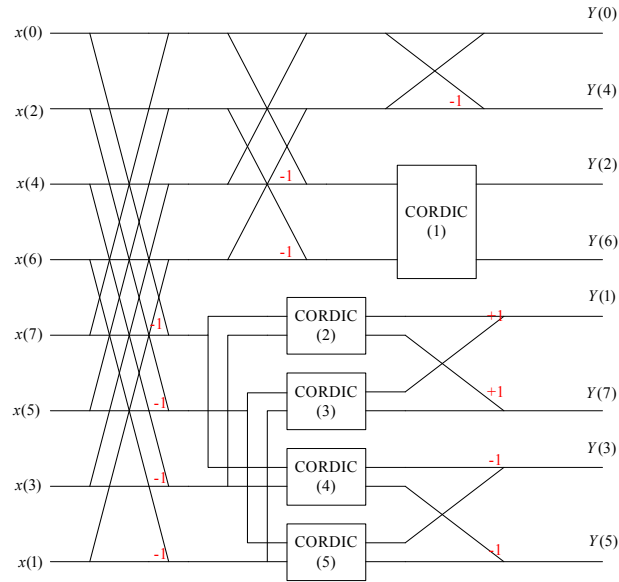 Y(0)
x(0)
Y(4)
-1
x(2)
Y(2)
-1
x(4)
CORDIC
(1)
Y(6)
-1
x(6)
Y(1)
CORDIC
(2)
+1
-1
x(7)
Y(7)
CORDIC
(3)
+1
-1
x(5)
Y(3)
CORDIC
(4)
-1
-1
x(3)
Y(5)
CORDIC
(5)
-1
-1
x(1)